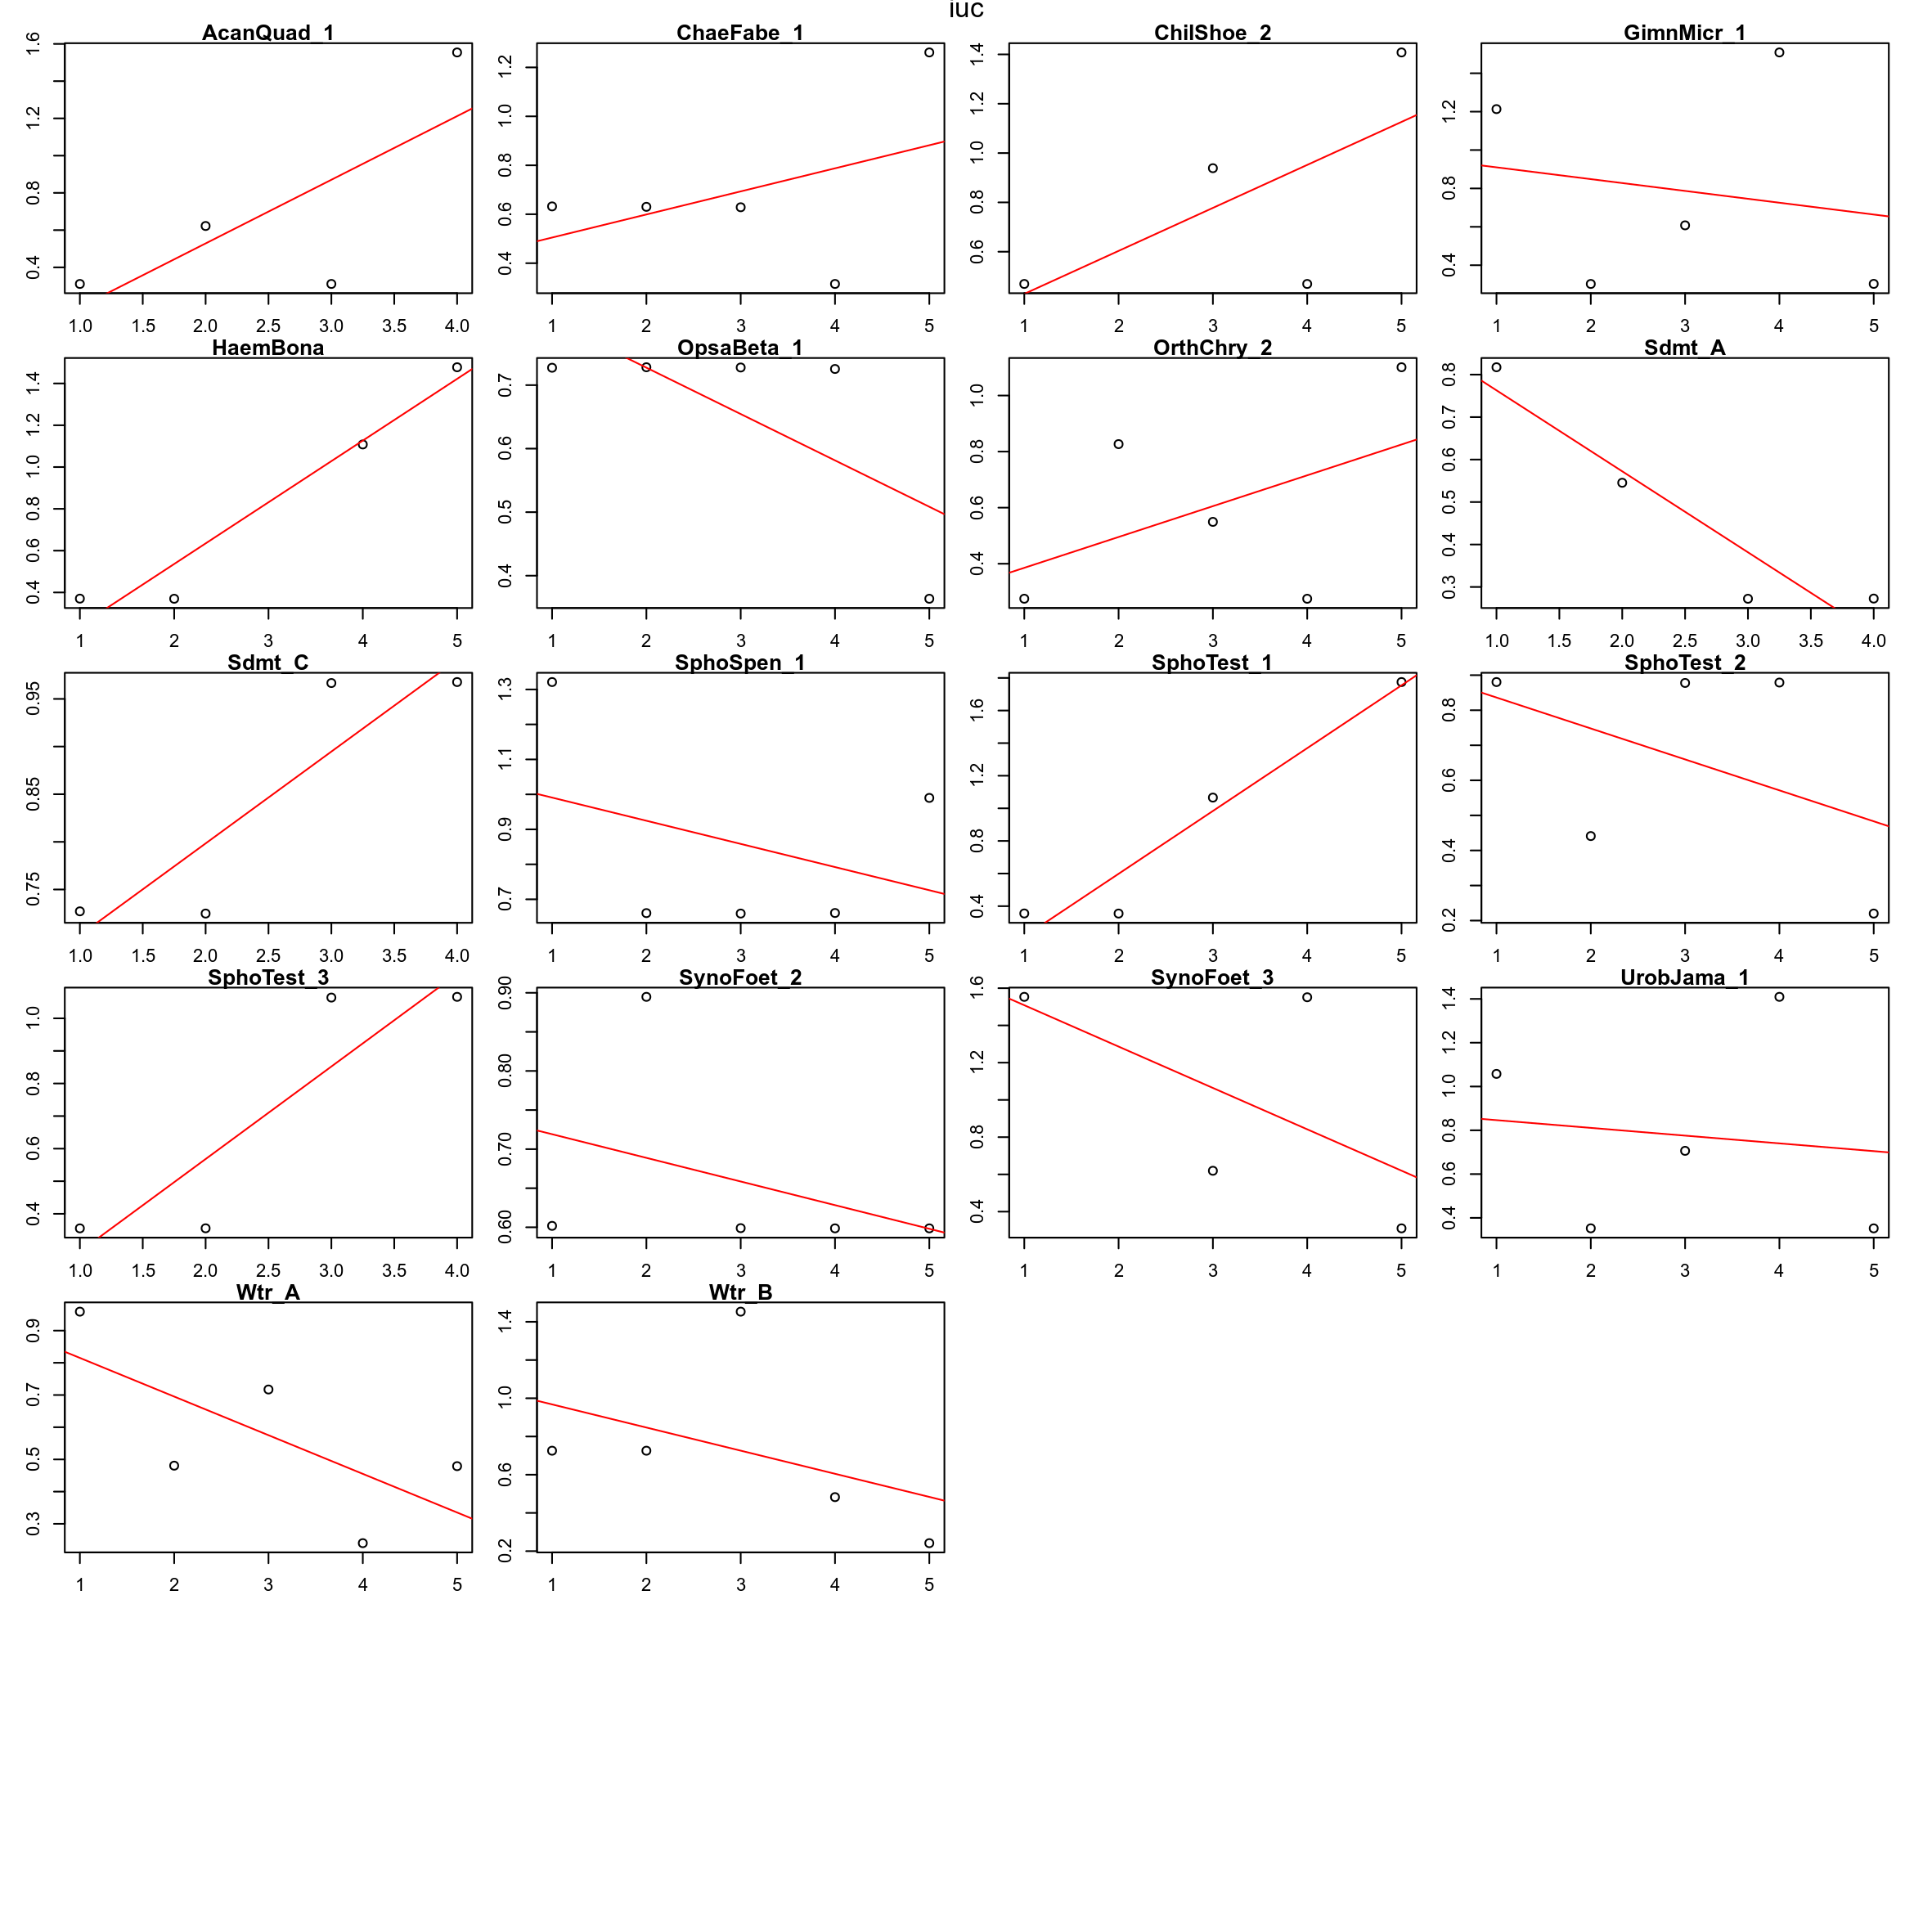 iuc
AcanQuad_1
0.4 0.8 1.2 1.6
1.0 1.5 2.0 2.5 3.0 3.5 4.0
ChaeFabe_1
0.4 0.6 0.8 1.0 1.2
1 2 3 4 5
ChilShoe_2
0.6 0.8 1.0 1.2 1.4
1 2 3 4 5
GimnMicr_1
0.4 0.8 1.2
1 2 3 4 5
HaemBona
0.4 0.6 0.8 1.0 1.2 1.4
1 2 3 4 5
OpsaBeta_1
0.4 0.5 0.6 0.7
1 2 3 4 5
OrthChry_2
0.4 0.6 0.8 1.0
1 2 3 4 5
Sdmt_A
0.3 0.4 0.5 0.6 0.7 0.8
1.0 1.5 2.0 2.5 3.0 3.5 4.0
Sdmt_C
0.75 0.85 0.95
1.0 1.5 2.0 2.5 3.0 3.5 4.0
SphoSpen_1
0.7 0.9 1.1 1.3
1 2 3 4 5
SphoTest_1
0.4 0.8 1.2 1.6
1 2 3 4 5
SphoTest_2
0.2 0.4 0.6 0.8
1 2 3 4 5
SphoTest_3
0.4 0.6 0.8 1.0
1.0 1.5 2.0 2.5 3.0 3.5 4.0
SynoFoet_2
0.60 0.70 0.80 0.90
1 2 3 4 5
SynoFoet_3
0.4 0.8 1.2 1.6
1 2 3 4 5
UrobJama_1
0.4 0.6 0.8 1.0 1.2 1.4
1 2 3 4 5
Wtr_A
0.3 0.5 0.7 0.9
1 2 3 4 5
Wtr_B
0.2 0.6 1.0 1.4
1 2 3 4 5